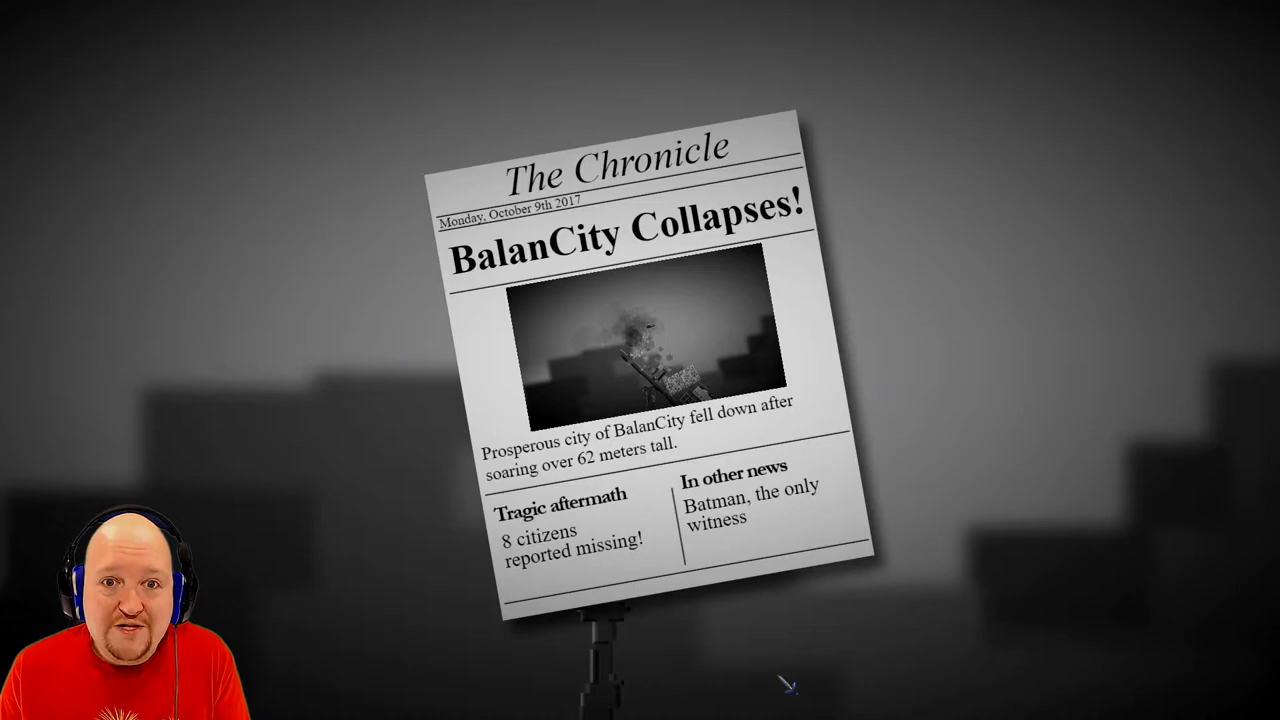 The Chronicle
Monday, October 9th 2017
BalanCity Collapses!
Prosperous city of BalanCity fell down after
soaring over 62 meters tall.
Tragic aftermath
8 citizens
reported missing!
In other news
Batman, the only
witness